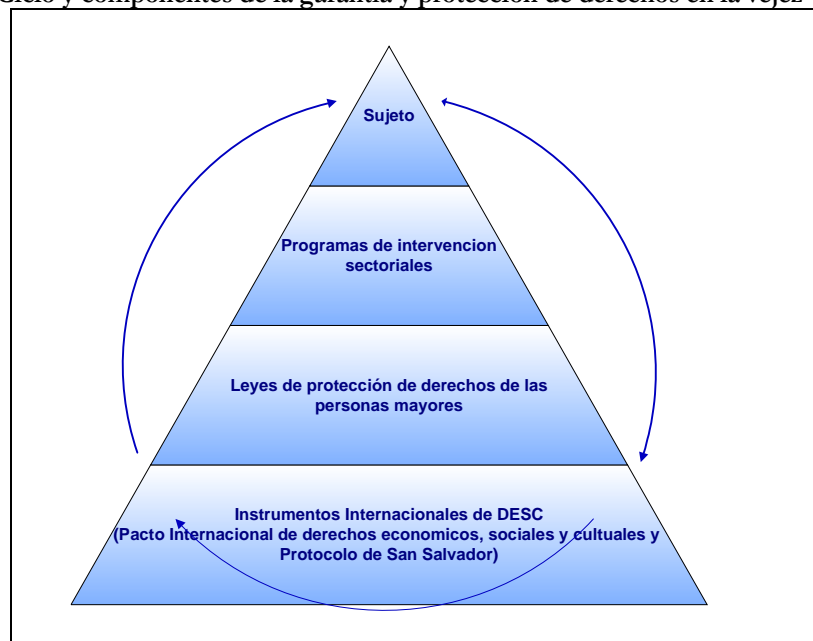 Ciclo y componentes de la garantía y protección de derechos en la vejez
Sujeto
Programas de intervencion
sectoriales
Leyes de protección de derechos de las
personas mayores
Instrumentos Internacionales de DESC
(Pacto Internacional de derechos economicos, sociales y cultuales y
Protocolo de San Salvador)